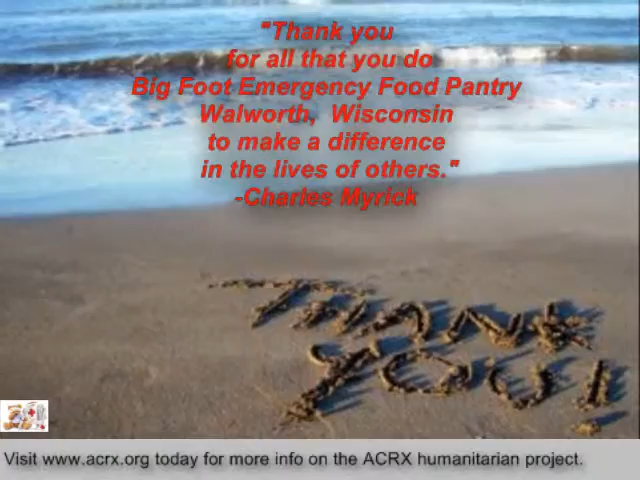 "Thank you
for all that you do
Big Foot Emergency Food Pantry
Walworth, Wisconsin
to make a difference
in the lives of others."
-Charles Myrick
THANK
YOU!
Visit www.acrx.org today for more info on the ACRX humanitarian project.